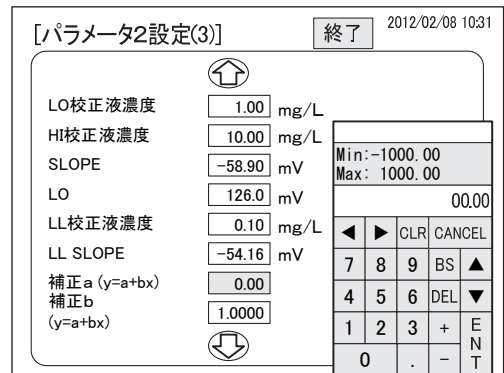 [パラメータ2設定(3)]
終了
2012/02/08 10:31
LO校正液濃度 1.00 mg/L
HI校正液濃度 10.00 mg/L
SLOPE -58.90 mV
LO 126.0 mV
LL校正液濃度 0.10 mg/L
LL SLOPE -54.16 mV
補正a (y=a+bx) 0.00
補正b
(y=a+bx) 1.0000
Min:-1000.00
Max: 1000.00
00.00
◀ ▶ CLR CANCEL
7 8 9 BS ▲
4 5 6 DEL ▼
1 2 3 + ENT
0 . -